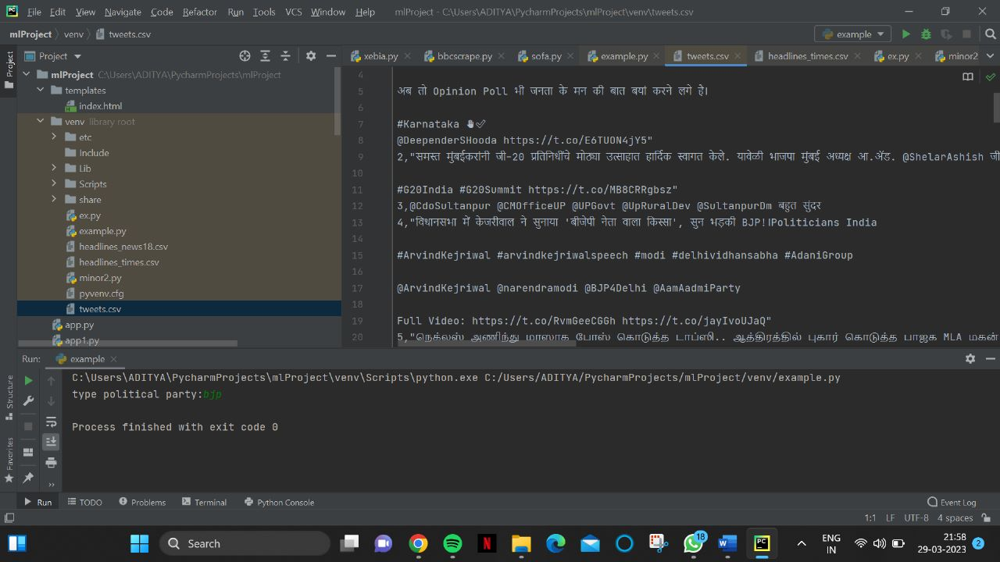 File Edit View Navigate Code Refactor Run Tools VCS Window Help mlProject - C:\Users\ADITYA\PycharmProjects\mlProject\venv\tweets.csv
mlProject venv tweets.csv
example
Project
Project
xebia.py
bbcscrape.py
sofa.py
example.py
tweets.csv
headlines_times.csv
ex.py
minor2
mlProject C:\Users\ADITYA\PycharmProjects\mlProject
templates
index.html
venv library root
etc
Include
Lib
Scripts
share
ex.py
example.py
headlines_news18.csv
headlines_times.csv
minor2.py
pyvenv.cfg
tweets.csv
app.py
app1.py
4
5 अब तो Opinion Poll भी जनता के मन की बात बयां करने लगे है।
6
7 #Karnataka
8 @DeependerSHooda https://t.co/E6TUON4jY5"
9 2,"समस्त मुंबईकरांनी जी-20 प्रतिनिधींचे मोठ्या उत्साहात हार्दिक स्वागत केले. यावेळी भाजपा मुंबई अध्यक्ष आ.ॲड. @ShelarAshish जी
10
11 #G20India #G20Summit https://t.co/MB8CRRgbsz"
12 3,@CdoSultanpur @CMOfficeUP @UPGovt @UpRuralDev @SultanpurDm बहुत सुंदर
13 4,"विधानसभा में केजरीवाल ने सुनाया 'बीजेपी नेता वाला किस्सा', सुन भड़की BJP!।Politicians India
14
15 #ArvindKejriwal #arvindkejriwalspeech #modi #delhividhansabha #AdaniGroup
16
17 @ArvindKejriwal @narendramodi @BJP4Delhi @AamAadmiParty
18
19 Full Video: https://t.co/RvmGeeCGGh https://t.co/jayIvoUJaQ"
20 5,"நெக்லஸ் அணிந்து மாஸாக போஸ் கொடுத்த டாப்ஸி.. ஆத்திரத்தில் புகார் கொடுத்த பாஜக MLA மகன்
Run: example
C:\Users\ADITYA\PycharmProjects\mlProject\venv\Scripts\python.exe C:/Users/ADITYA/PycharmProjects/mlProject/venv/example.py
type political party:bjp
Process finished with exit code 0
Structure
Favorites
Run TODO Problems Terminal Python Console Event Log
1:1 LF UTF-8 4 spaces
Search
18
ENG
IN
21:58
29-03-2023
2